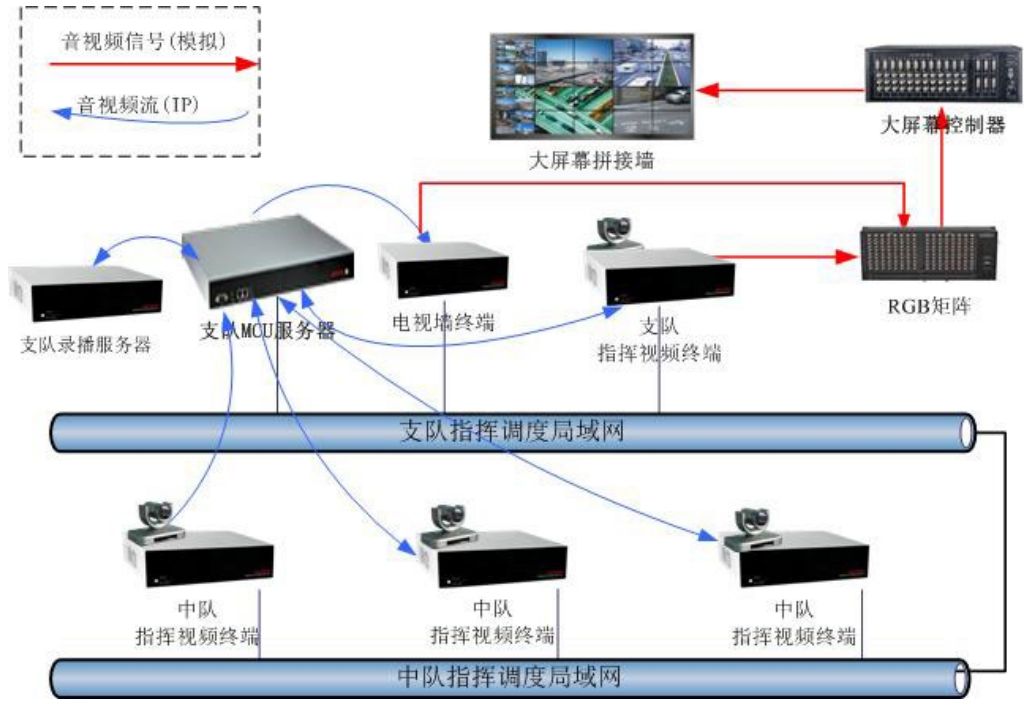 音视频信号(模拟)
音视频流(IP)
大屏幕拼接墙
大屏幕控制器
RGB矩阵
支队录播服务器
支队MCU服务器
电视墙终端
支队
指挥视频终端
支队指挥调度局域网
中队
指挥视频终端
中队
指挥视频终端
中队
指挥视频终端
中队指挥调度局域网